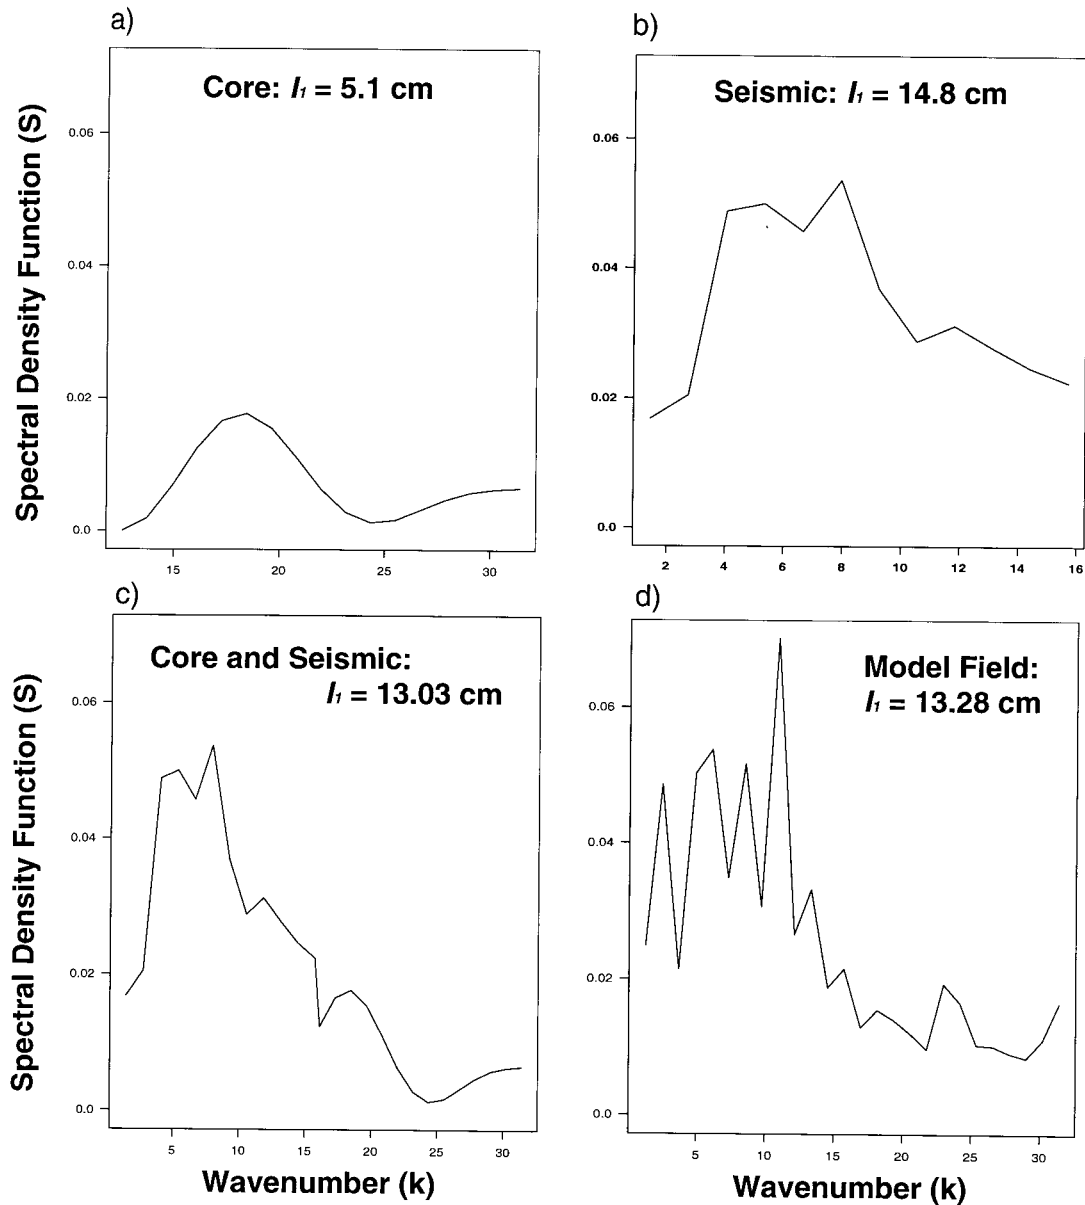 a)
Core: l₁ = 5.1 cm
Spectral Density Function (S)
0.06
0.04
0.02
0.0
15 20 25 30
b)
Seismic: l₁ = 14.8 cm
0.06
0.04
0.02
0.0
2 4 6 8 10 12 14 16
c)
Core and Seismic:
l₁ = 13.03 cm
Spectral Density Function (S)
0.06
0.04
0.02
0.0
5 10 15 20 25 30
Wavenumber (k)
d)
Model Field:
l₁ = 13.28 cm
0.06
0.04
0.02
0.0
5 10 15 20 25 30
Wavenumber (k)